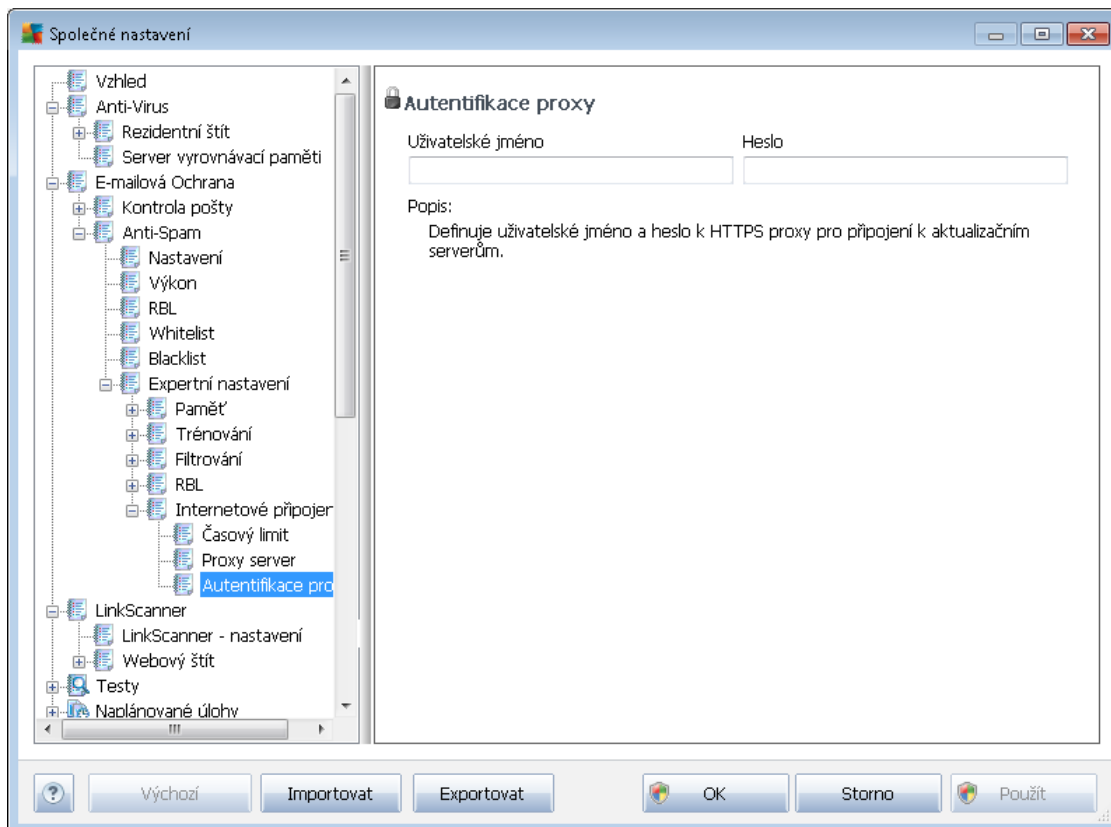 Společné nastavení
Vzhled
Anti-Virus
Rezidentní štít
Server vyrovnávací paměti
E-mailová Ochrana
Kontrola pošty
Anti-Spam
Nastavení
Výkon
RBL
Whitelist
Blacklist
Expertní nastavení
Paměť
Trénování
Filtrování
RBL
Internetové připojen
Časový limit
Proxy server
Autentifikace pro
LinkScanner
LinkScanner - nastavení
Webový štít
Testy
Naplánované úlohy
Autentifikace proxy
Uživatelské jméno Heslo
Popis:
Definuje uživatelské jméno a heslo k HTTPS proxy pro připojení k aktualizačním
serverům.
? Výchozí Importovat Exportovat OK Storno Použít